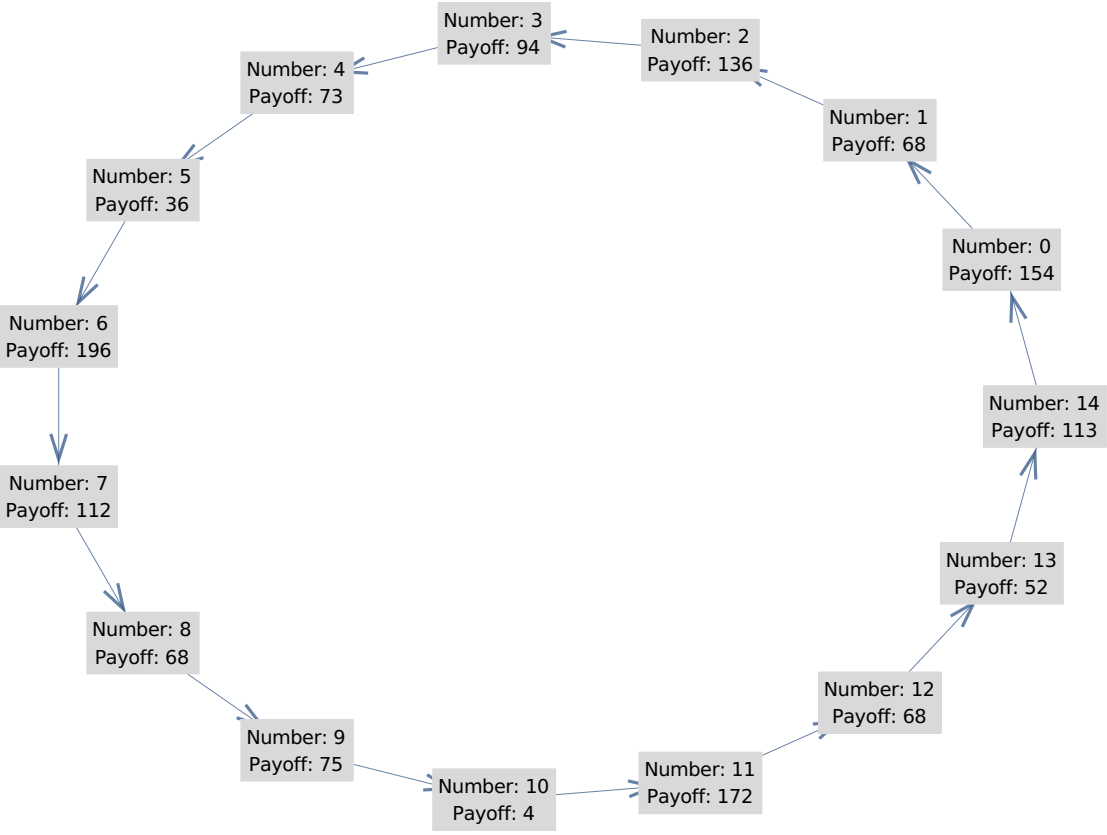 Number: 3
Payoff: 94
Number: 2
Payoff: 136
Number: 4
Payoff: 73
Number: 1
Payoff: 68
Number: 5
Payoff: 36
Number: 0
Payoff: 154
Number: 6
Payoff: 196
Number: 14
Payoff: 113
Number: 7
Payoff: 112
Number: 13
Payoff: 52
Number: 8
Payoff: 68
Number: 12
Payoff: 68
Number: 9
Payoff: 75
Number: 11
Payoff: 172
Number: 10
Payoff: 4